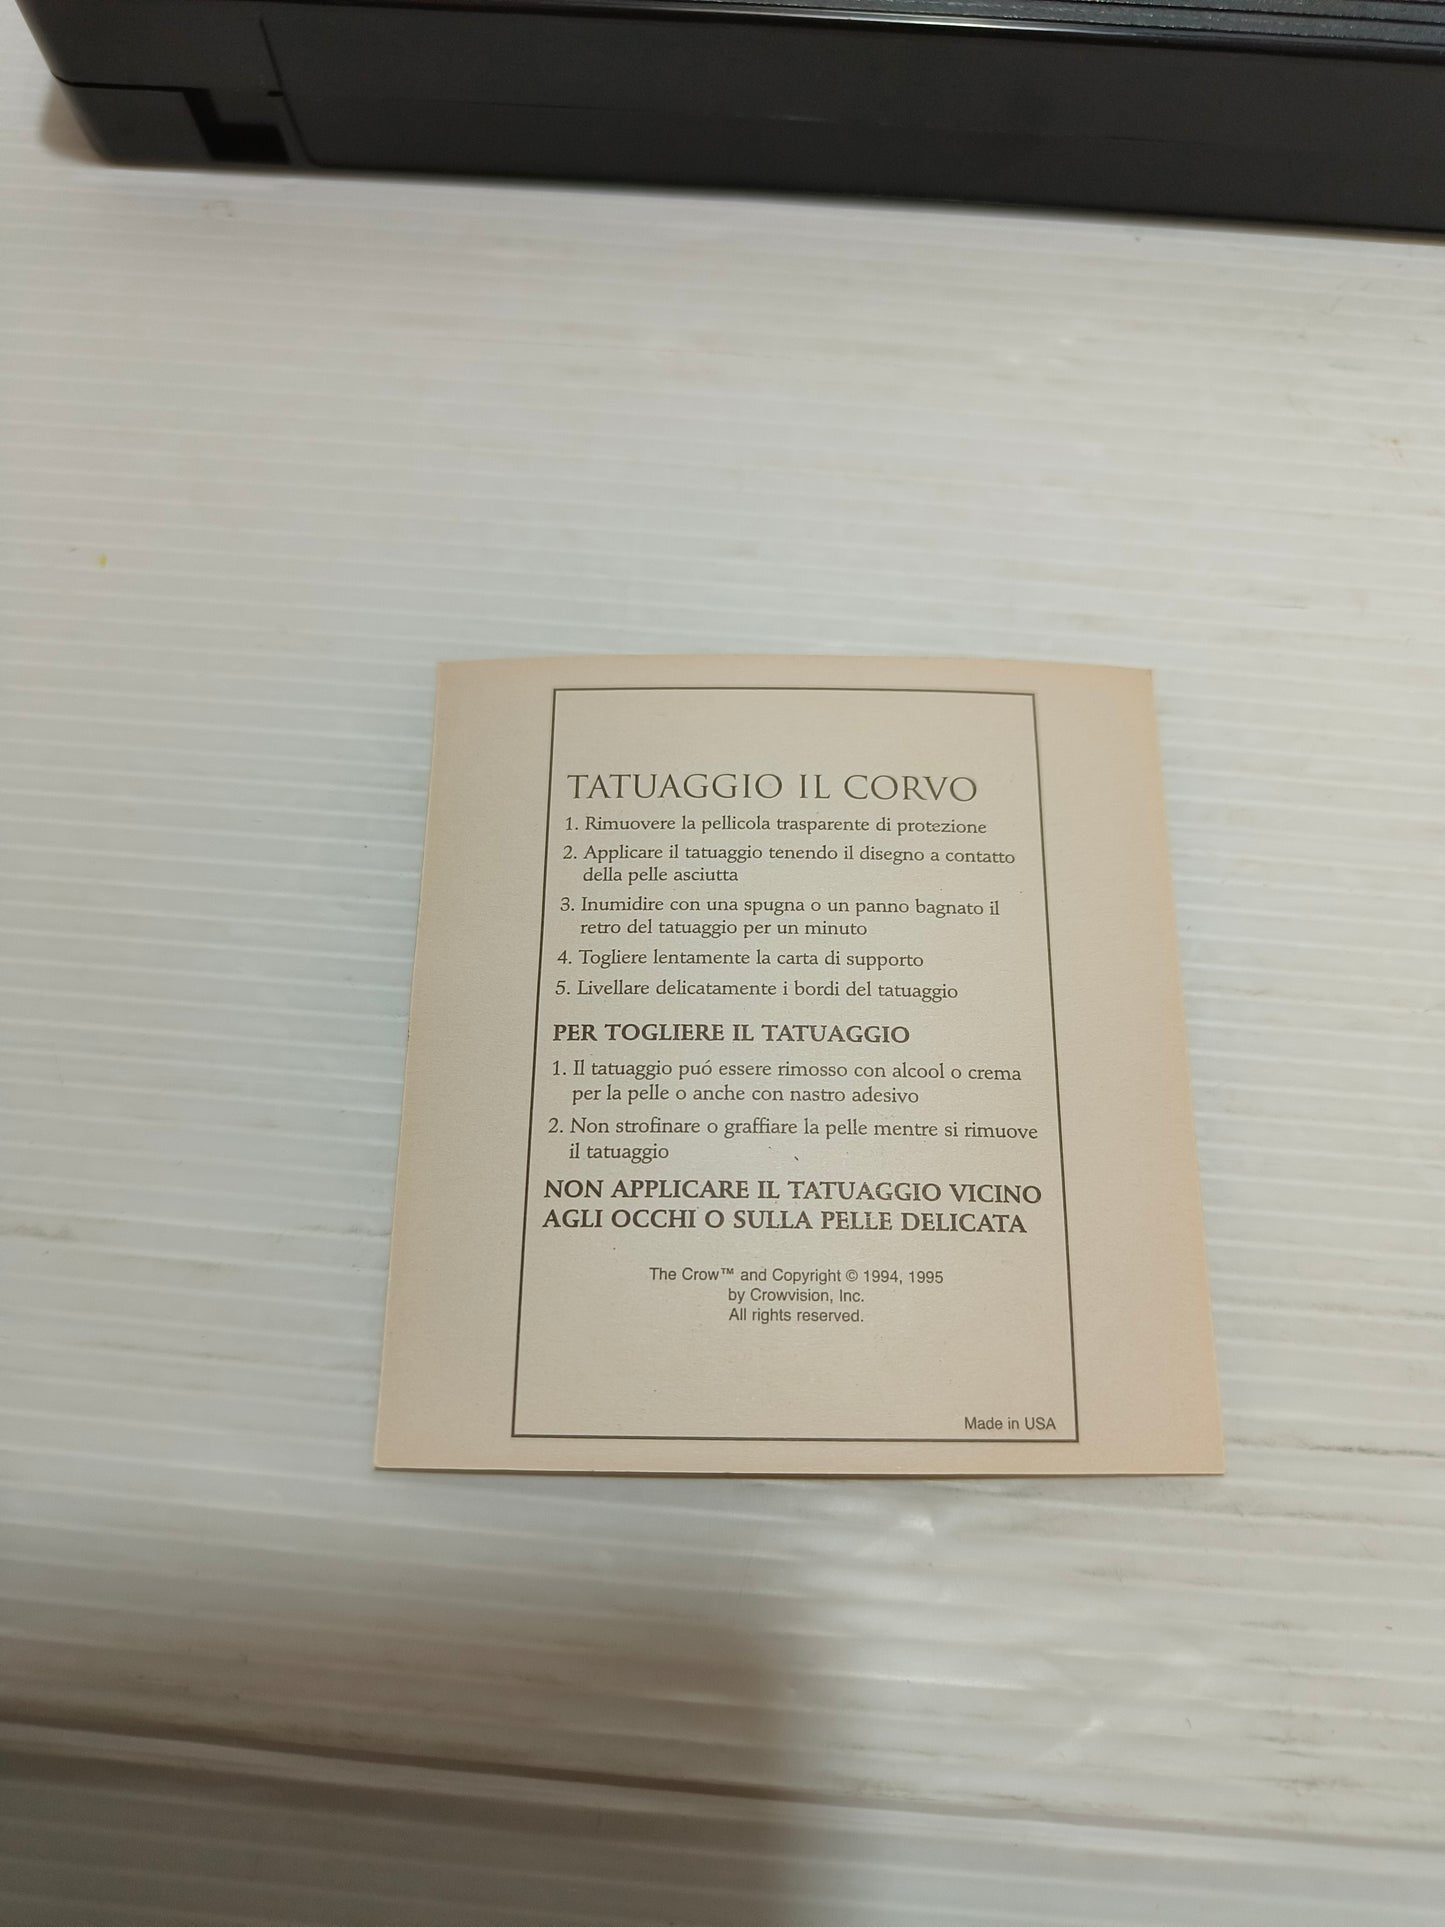 TATUAGGIO IL CORVO
1. Rimuovere la pellicola trasparente di protezione
2. Applicare il tatuaggio tenendo il disegno a contatto
della pelle asciutta
3. Inumidire con una spugna o un panno bagnato il
retro del tatuaggio per un minuto
4. Togliere lentamente la carta di supporto
5. Livellare delicatamente i bordi del tatuaggio
PER TOGLIERE IL TATUAGGIO
1. Il tatuaggio puó essere rimosso con alcool o crema
per la pelle o anche con nastro adesivo
2. Non strofinare o graffiare la pelle mentre si rimuove
il tatuaggio
NON APPLICARE IL TATUAGGIO VICINO
AGLI OCCHI O SULLA PELLE DELICATA
The Crow™ and Copyright © 1994, 1995
by Crowvision, Inc.
All rights reserved.
Made in USA